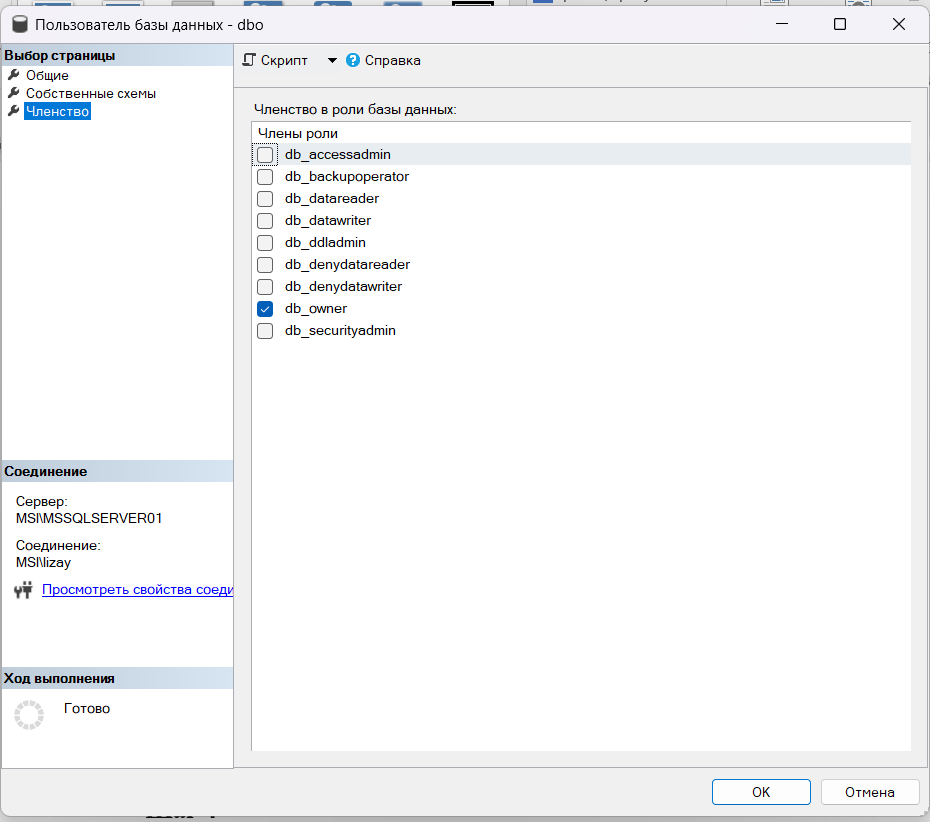 Пользователь базы данных - dbo
Выбор страницы
Общие
Собственные схемы
Членство
Скрипт
Справка
Членство в роли базы данных:
Члены роли
db_accessadmin
db_backupoperator
db_datareader
db_datawriter
db_ddladmin
db_denydatareader
db_denydatawriter
db_owner
db_securityadmin
Соединение
Сервер:
MSI\MSSQLSERVER01
Соединение:
MSI\lizay
Просмотреть свойства соеди
Ход выполнения
Готово
OK
Отмена